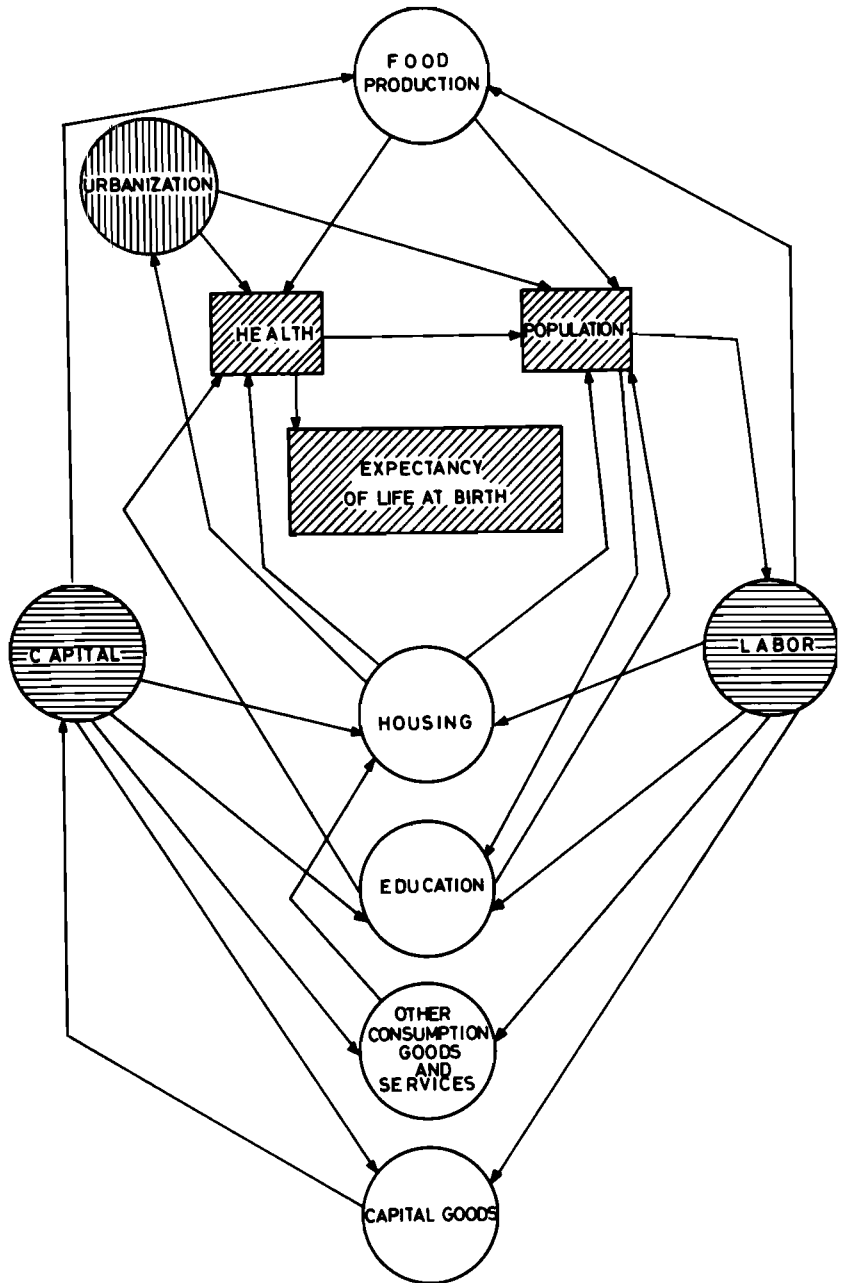 FOOD
PRODUCTION
URBANIZATION
HEALTH
POPULATION
EXPECTANCY
OF LIFE AT BIRTH
CAPITAL
LABOR
HOUSING
EDUCATION
OTHER
CONSUMPTION
GOODS
AND
SERVICES
CAPITAL GOODS